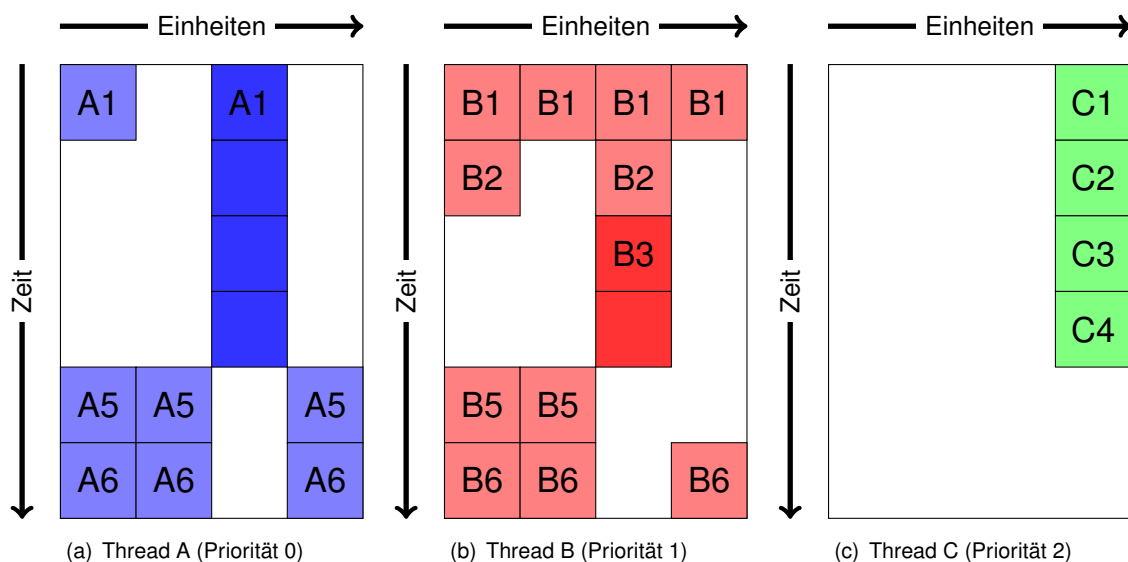 Einheiten
Zeit
A1 A1
A5 A5 A5
A6 A6 A6
(a) Thread A (Priorität 0)
Einheiten
Zeit
B1 B1 B1 B1
B2 B2
B3
B5 B5
B6 B6 B6
(b) Thread B (Priorität 1)
Einheiten
Zeit
C1
C2
C3
C4
(c) Thread C (Priorität 2)